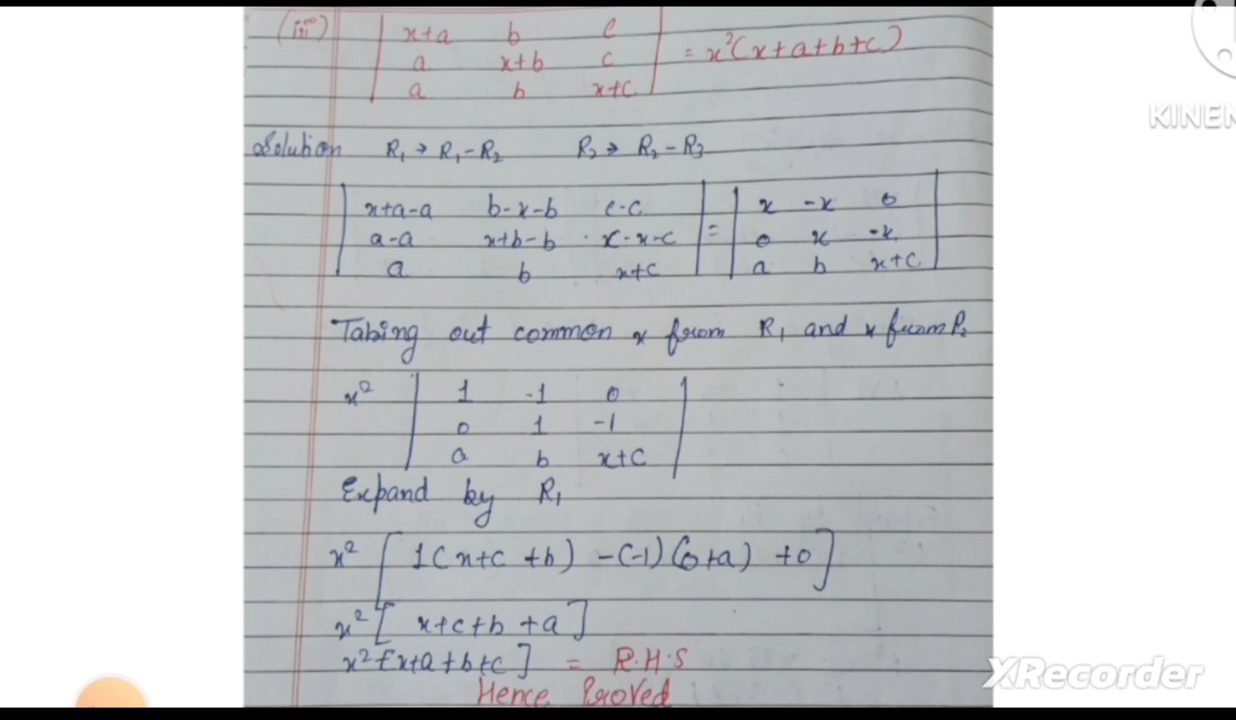 (iii) | x+a b c |
| a x+b c | = x²(x+a+b+c)
| a b x+c |
KINEM
Solution R₁ → R₁-R₂ R₂ → R₂-R₃
| x+a-a b-x-b c-c | = | x -x 0 |
| a-a x+b-b c-x-c | = | 0 x -x |
| a b x+c | | a b x+c |
Taking out common x from R₁ and x from R₂
x² | 1 -1 0 |
| 0 1 -1 |
| a b x+c |
Expand by R₁
x² [ 1(x+c+b) -(-1)(0+a) +0 ]
x² [ x+c+b+a ]
x² [x+a+b+c] = R.H.S
Hence Proved
XRecorder